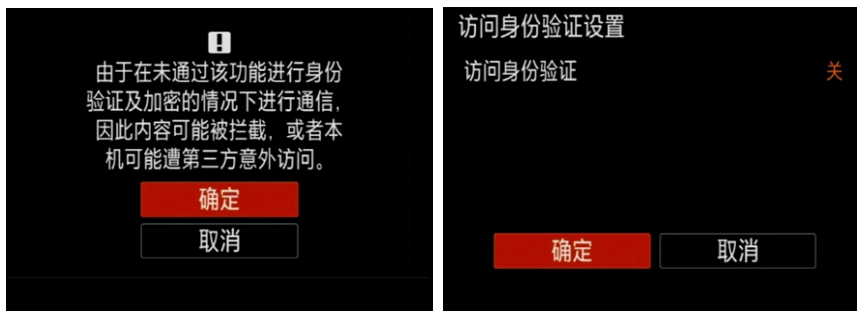 由于在未通过该功能进行身份
验证及加密的情况下进行通信，
因此内容可能被拦截，或者本
机可能遭第三方意外访问。
确定
取消
访问身份验证设置
访问身份验证 关
确定 取消